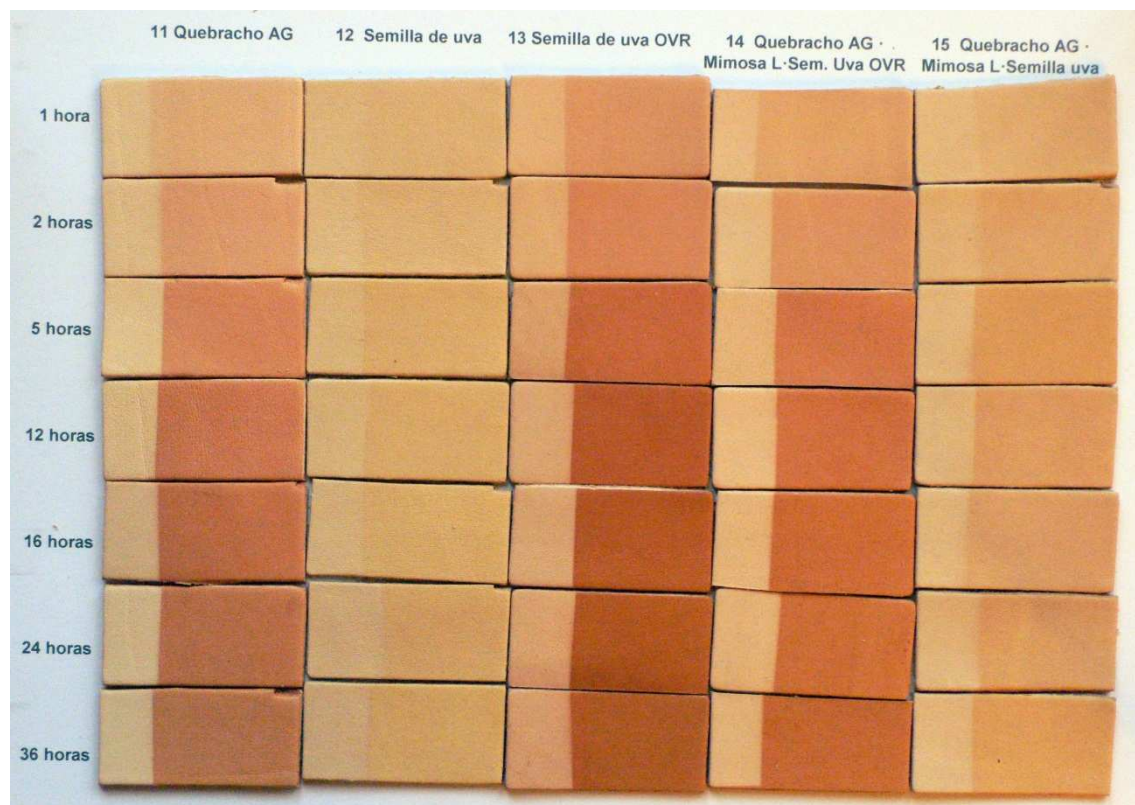 11 Quebracho AG
12 Semilla de uva
13 Semilla de uva OVR
14 Quebracho AG ·
Mimosa L·Sem. Uva OVR
15 Quebracho AG ·
Mimosa L·Semilla uva
1 hora
2 horas
5 horas
12 horas
16 horas
24 horas
36 horas